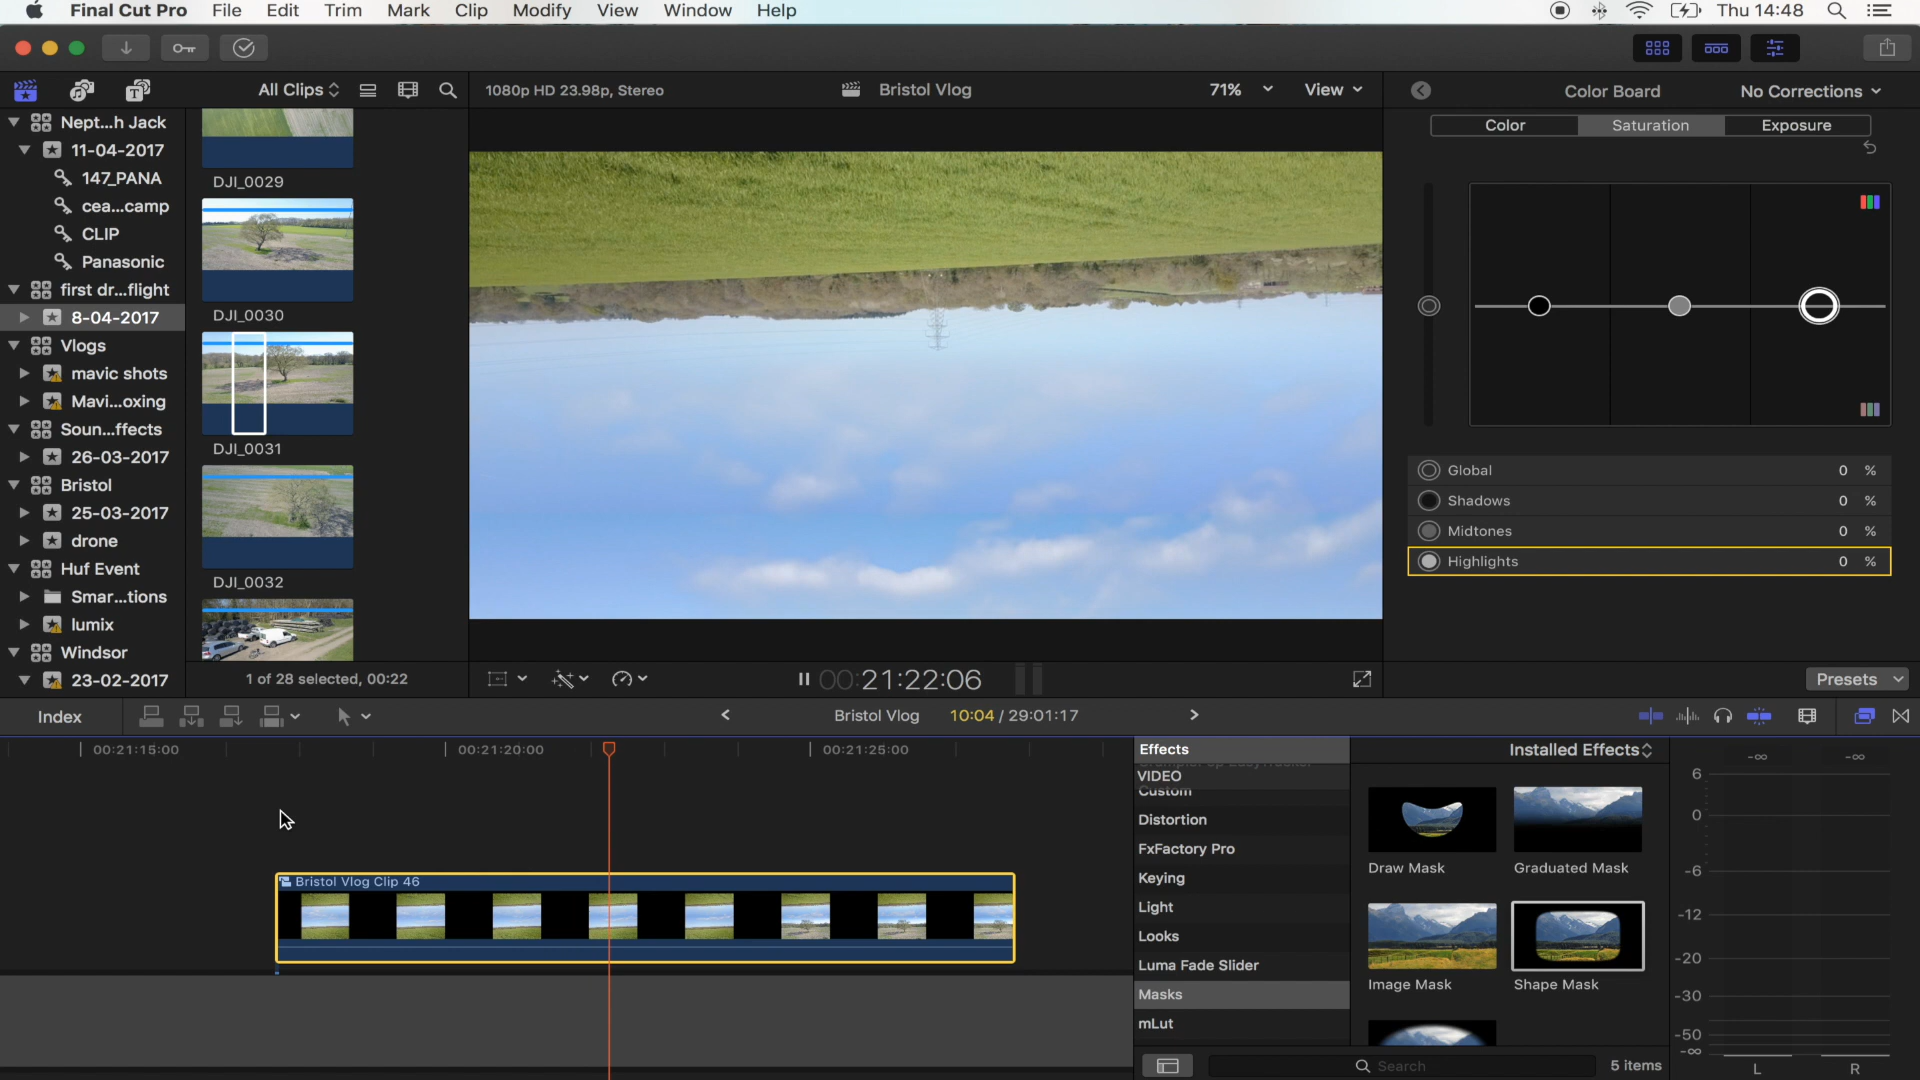 Final Cut Pro File Edit Trim Mark Clip Modify View Window Help Thu 14:48
All Clips 1080p HD 23.98p, Stereo Bristol Vlog 71% View Color Board No Corrections
Color Saturation Exposure
Nept...h Jack
11-04-2017
147_PANA
cea...camp
CLIP
Panasonic
first dr...flight
8-04-2017
Vlogs
mavic shots
Mavi...oxing
Soun...ffects
26-03-2017
Bristol
25-03-2017
drone
Huf Event
Smar...tions
lumix
Windsor
23-02-2017
DJI_0029
DJI_0030
DJI_0031
DJI_0032
1 of 28 selected, 00:22
00:21:22:06
Global 0 %
Shadows 0 %
Midtones 0 %
Highlights 0 %
Presets
Index Bristol Vlog 10:04 / 29:01:17
00:21:15:00 00:21:20:00 00:21:25:00
Bristol Vlog Clip 46
Effects Installed Effects
VIDEO
Custom
Distortion
FxFactory Pro
Keying
Light
Looks
Luma Fade Slider
Masks
mLut
Draw Mask Graduated Mask
Image Mask Shape Mask
Search 5 items
-∞ -∞
6
0
-6
-12
-20
-30
-50
-∞
L R